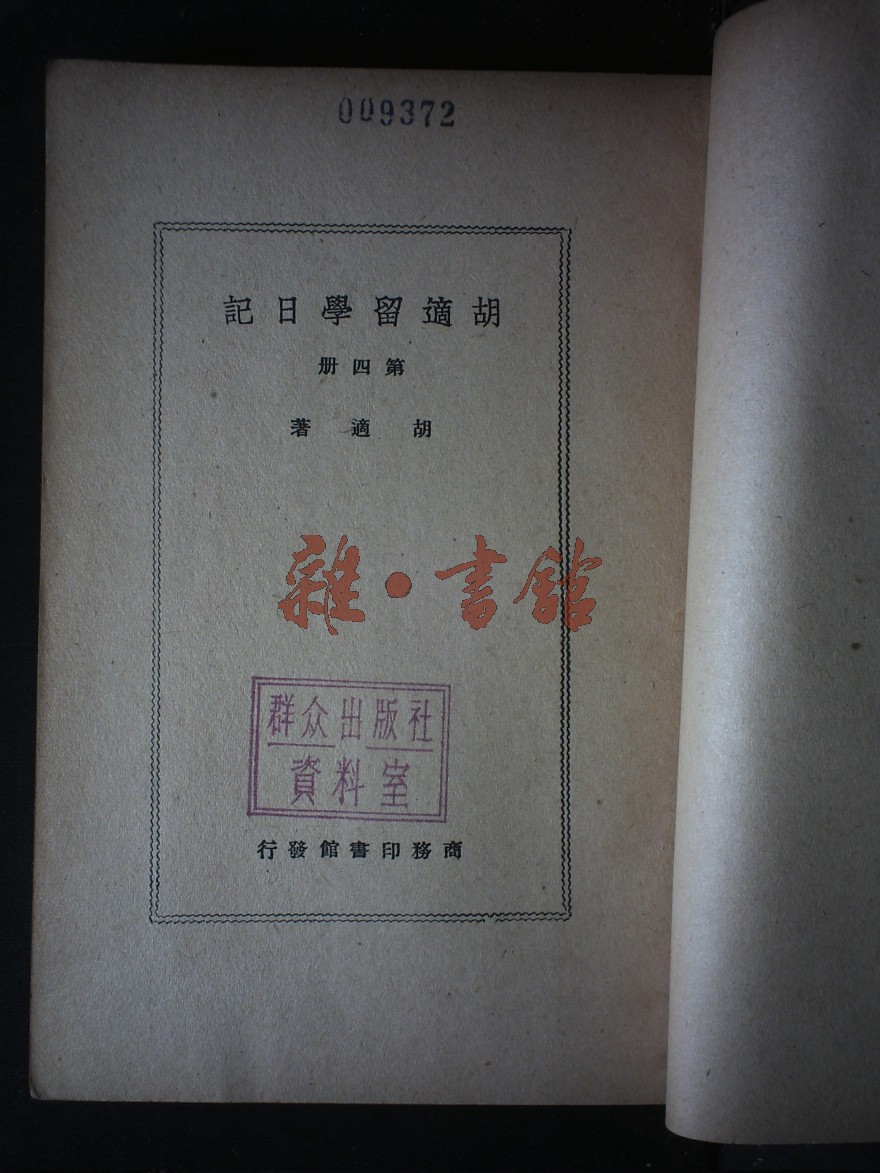 009372
胡適留學日記
第四册
胡適著
雜·書館
群众出版社
資料室
商務印書館發行